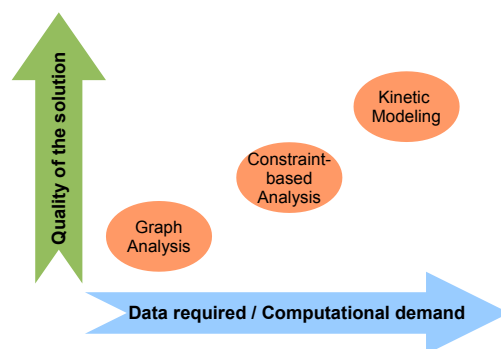 Quality of the solution
Kinetic
Modeling
Constraint-
based
Analysis
Graph
Analysis
Data required / Computational demand